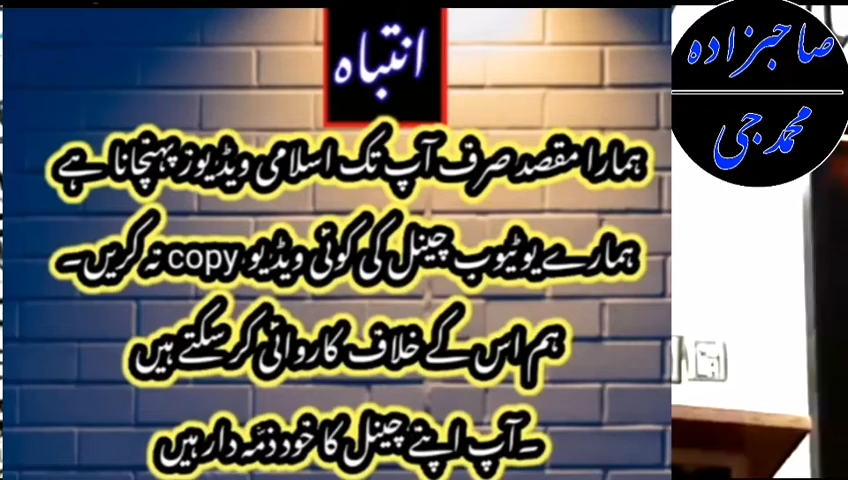 انتباہ
صاحبزادہ
محمد جی
ہمارا مقصد صرف آپ تک اسلامی ویڈیوز پہنچانا ہے
ہمارے یوٹیوب چینل کی کوئی ویڈیو copy نہ کریں۔
ہم اس کے خلاف کاروائی کر سکتے ہیں
۔آپ اپنے چینل کا خود ذمّہ دار ہیں